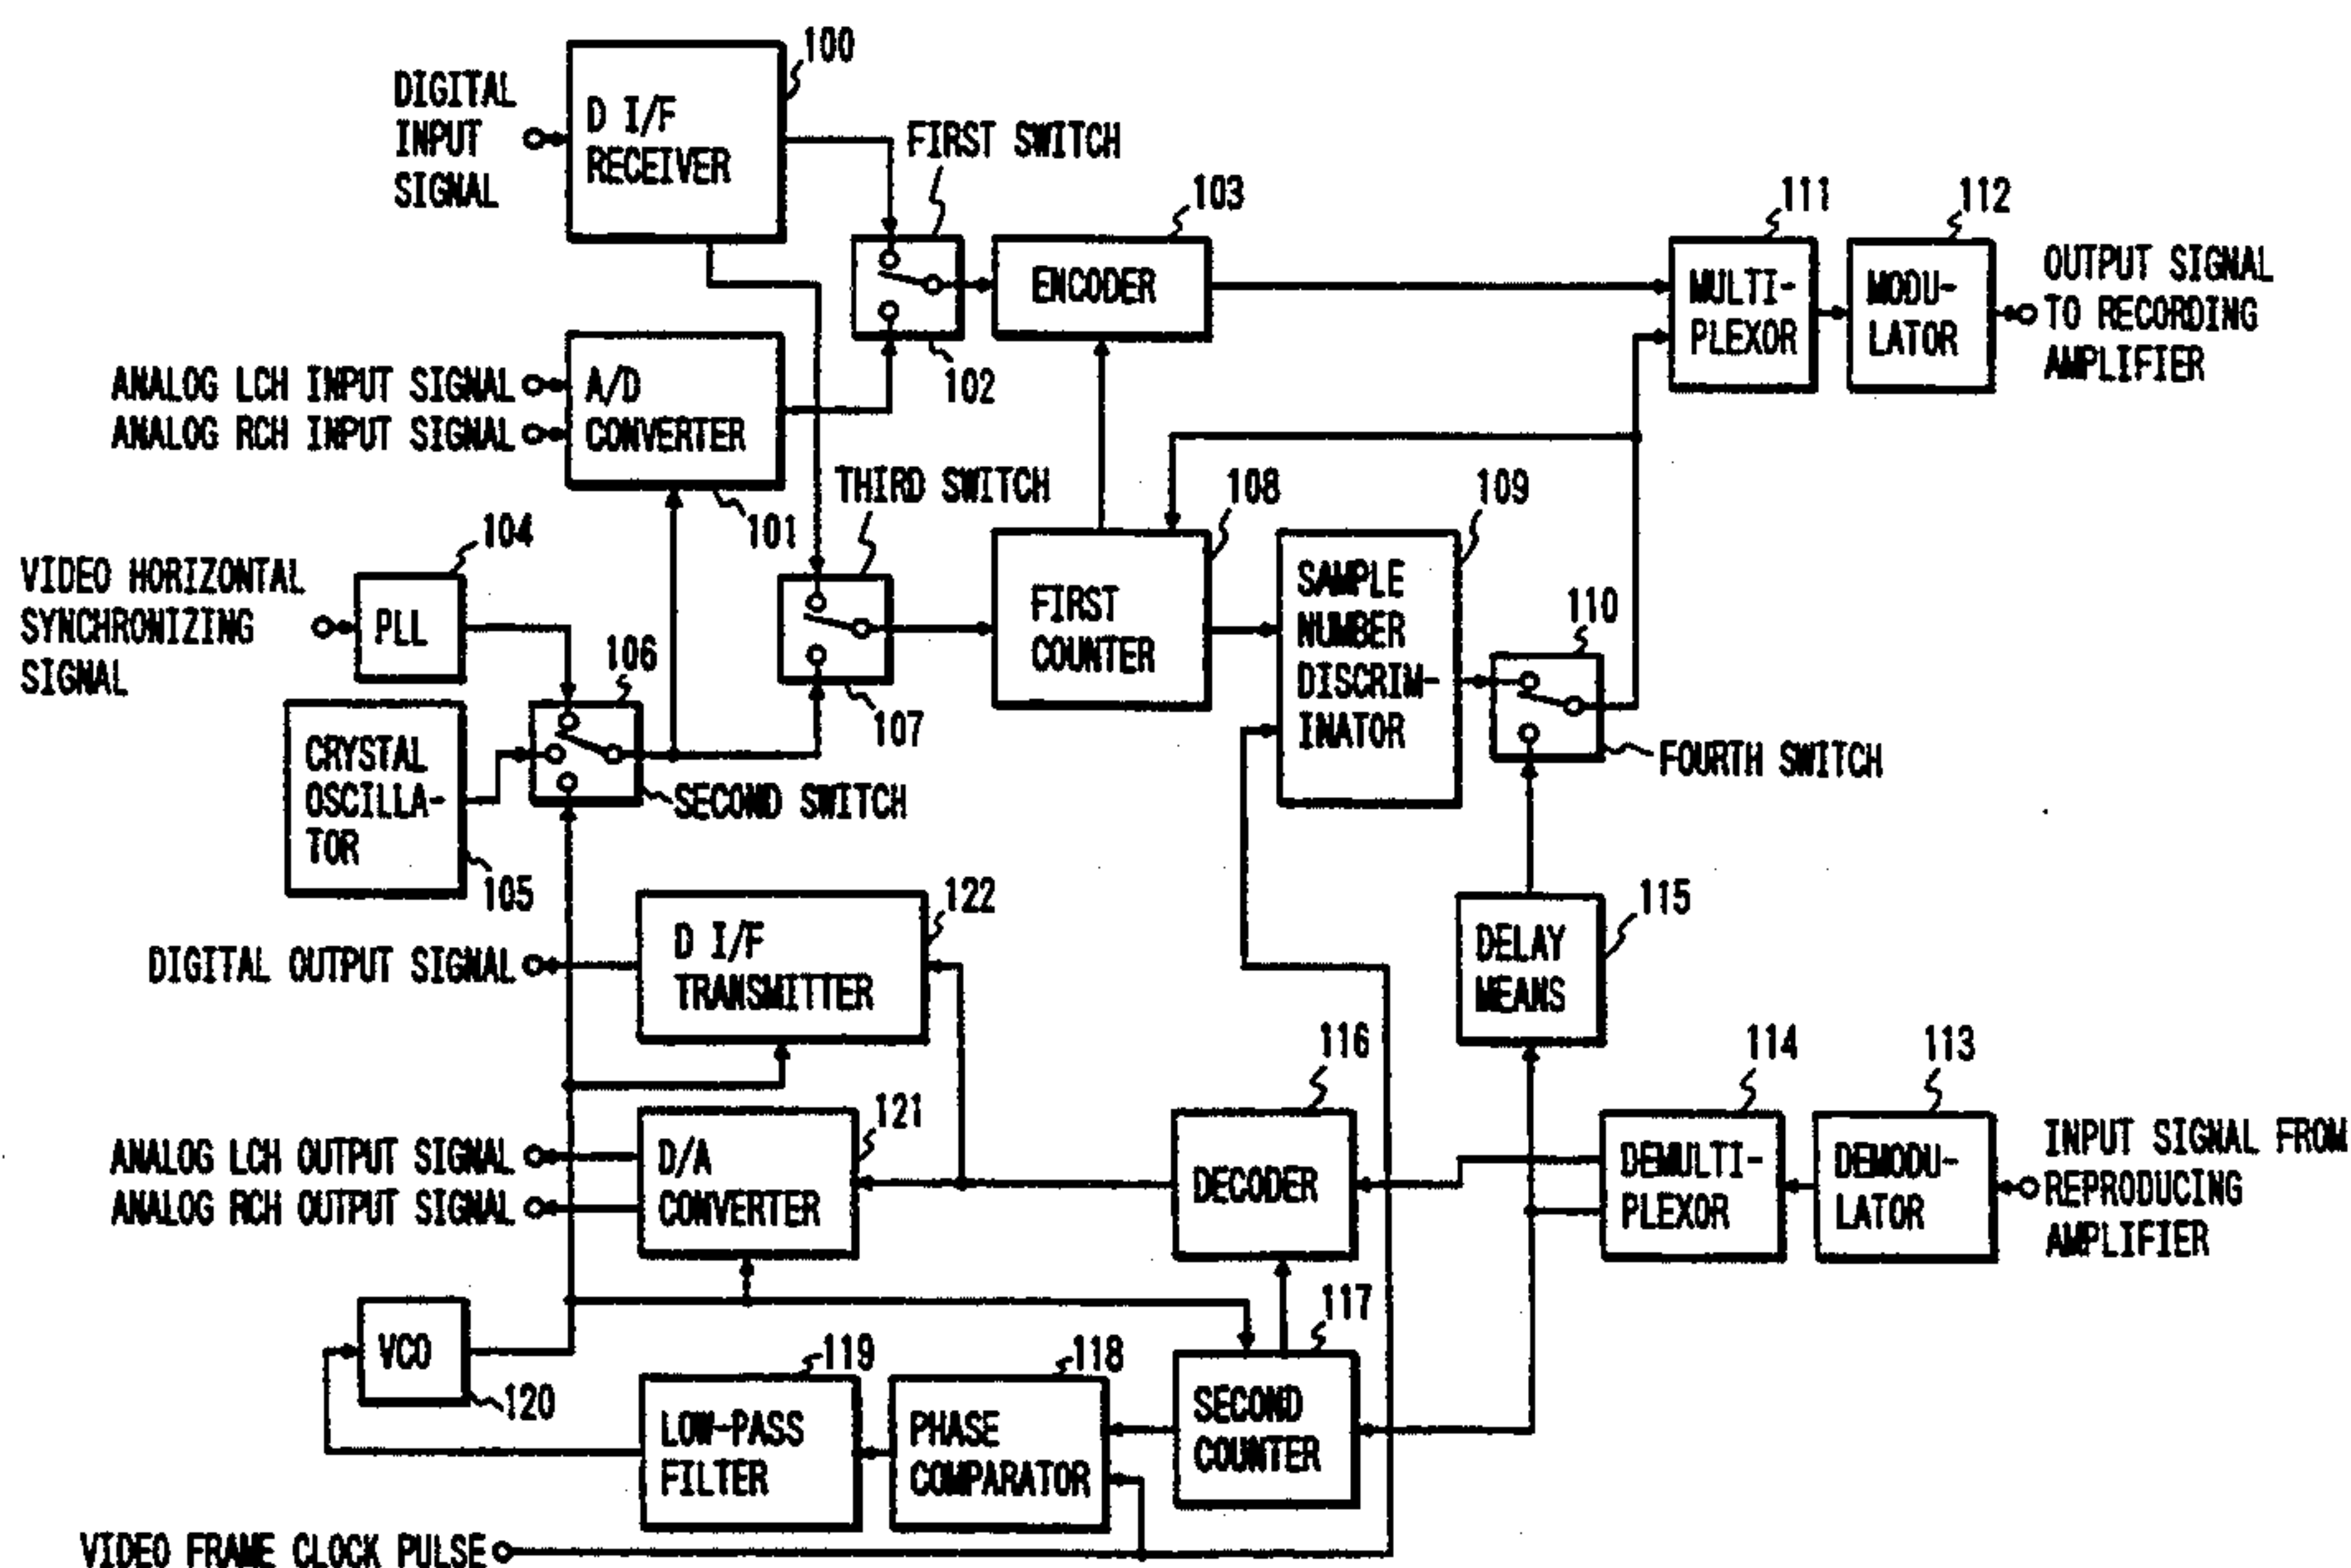 100
DIGITAL
INPUT
SIGNAL
D I/F
RECEIVER
FIRST SWITCH
103
ENCODER
102
111
112
MULTI-
PLEXOR
MODU-
LATOR
OUTPUT SIGNAL
TO RECORDING
AMPLIFIER
ANALOG LCH INPUT SIGNAL
ANALOG RCH INPUT SIGNAL
A/D
CONVERTER
101
THIRD SWITCH
108
109
104
VIDEO HORIZONTAL
SYNCHRONIZING
SIGNAL
PLL
106
107
FIRST
COUNTER
SAMPLE
NUMBER
DISCRIM-
INATOR
110
FOURTH SWITCH
CRYSTAL
OSCILLA-
TOR
105
SECOND SWITCH
122
DIGITAL OUTPUT SIGNAL
D I/F
TRANSMITTER
DELAY
MEANS
115
116
114
113
121
ANALOG LCH OUTPUT SIGNAL
ANALOG RCH OUTPUT SIGNAL
D/A
CONVERTER
DECODER
DEMULTI-
PLEXOR
DEMODU-
LATOR
INPUT SIGNAL FROM
REPRODUCING
AMPLIFIER
117
VCO
120
119
118
LOW-PASS
FILTER
PHASE
COMPARATOR
SECOND
COUNTER
VIDEO FRAME CLOCK PULSE